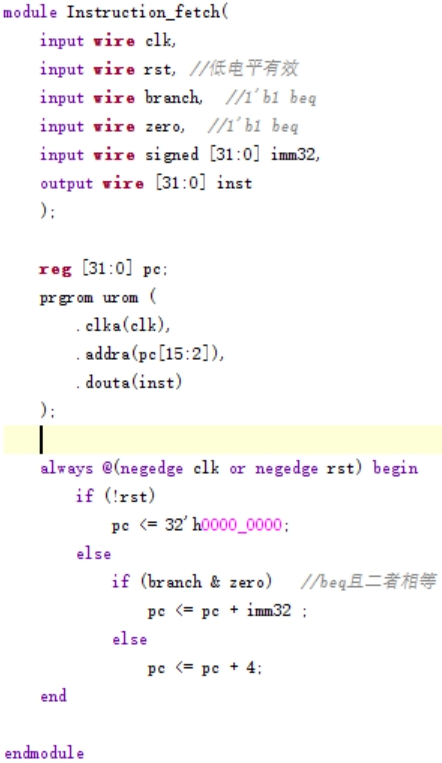 module Instruction_fetch(
input wire clk,
input wire rst, //低电平有效
input wire branch, //1'b1 beq
input wire zero, //1'b1 beq
input wire signed [31:0] imm32,
output wire [31:0] inst
);
reg [31:0] pc;
prgrom urom (
.clka(clk),
.addra(pc[15:2]),
.douta(inst)
);
always @(negedge clk or negedge rst) begin
if (!rst)
pc <= 32'h0000_0000;
else
if (branch & zero) //beq且二者相等
pc <= pc + imm32 ;
else
pc <= pc + 4;
end
endmodule